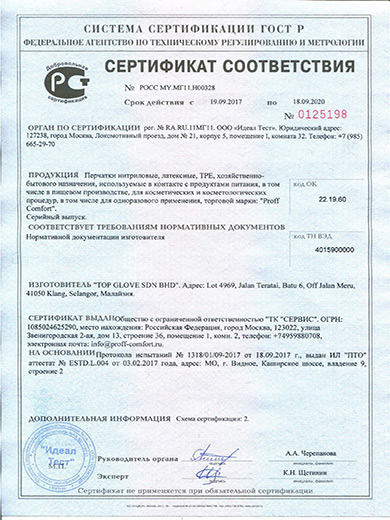 СИСТЕМА СЕРТИФИКАЦИИ ГОСТ Р
ФЕДЕРАЛЬНОЕ АГЕНТСТВО ПО ТЕХНИЧЕСКОМУ РЕГУЛИРОВАНИЮ И МЕТРОЛОГИИ
Добровольная
сертификация
СЕРТИФИКАТ СООТВЕТСТВИЯ
№ РОСС MY.МГ11.Н00328
Срок действия с 19.09.2017 по 18.09.2020
№ 0125198
ОРГАН ПО СЕРТИФИКАЦИИ рег. № RA.RU.11МГ11. ООО «Идеал Тест». Юридический адрес:
127238, город Москва, Локомотивный проезд, дом № 21, корпус 5, помещение 1, комната 32. Телефон: +7 (985)
665-29-70
ПРОДУКЦИЯ Перчатки нитриловые, латексные, TPE, хозяйственно-
бытового назначения, используемые в контакте с продуктами питания, в том
числе в пищевом производстве, для косметических и косметологических
процедур, в том числе для одноразового применения, торговой марки: "Proff
Comfort".
Серийный выпуск.
код ОК
22.19.60
СООТВЕТСТВУЕТ ТРЕБОВАНИЯМ НОРМАТИВНЫХ ДОКУМЕНТОВ
Нормативной документации изготовителя
код ТН ВЭД
4015900000
ИЗГОТОВИТЕЛЬ "TOP GLOVE SDN BHD". Адрес: Lot 4969, Jalan Teratai, Batu 6, Off Jalan Meru,
41050 Klang, Selangor, Малайзия.
СЕРТИФИКАТ ВЫДАН Общество с ограниченной ответственностью "ТК "СЕРВИС". ОГРН:
1085024625290, место нахождения: Российская Федерация, город Москва, 123022, улица
Звенигородская 2-ая, дом 13, строение 36, помещение 1, комн. 2, телефон: +74959880708,
электронная почта: info@proff-comfort.ru.
НА ОСНОВАНИИ Протокола испытаний № 1318/01/09-2017 от 18.09.2017 г., выдан ИЛ "ПТО"
аттестат № ESTD.L.004 от 03.02.2017 года, адрес: МО, г. Видное, Каширское шоссе, владение 9,
строение 2
ДОПОЛНИТЕЛЬНАЯ ИНФОРМАЦИЯ Схема сертификации: 2.
"Идеал
Тест"
М.П.
Руководитель органа
подпись
А.А. Черепанова
инициалы, фамилия
Эксперт
подпись
К.Н. Щетинин
инициалы, фамилия
Сертификат не применяется при обязательной сертификации